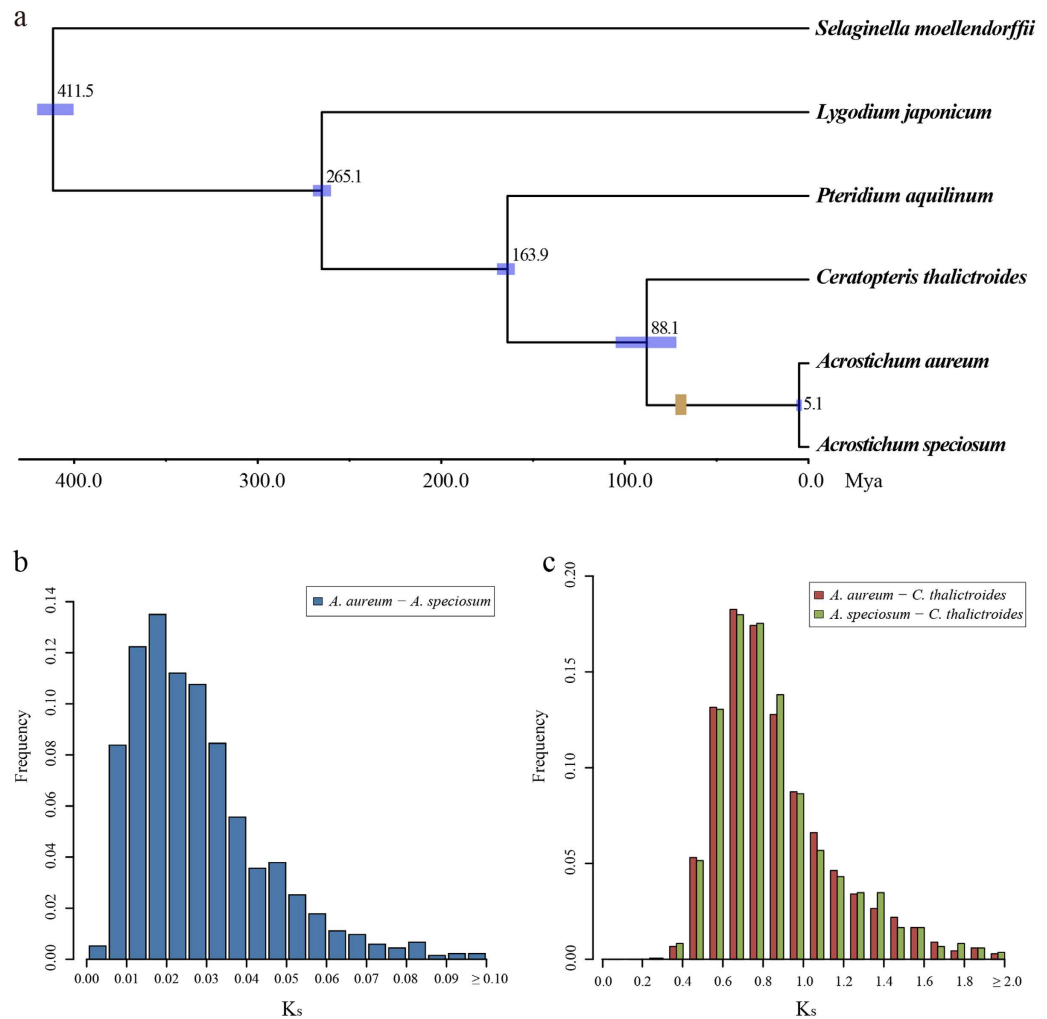 a
Selaginella moellendorffii
411.5
Lygodium japonicum
265.1
Pteridium aquilinum
163.9
Ceratopteris thalictroides
88.1
Acrostichum aureum
5.1
Acrostichum speciosum
400.0 300.0 200.0 100.0 0.0 Mya
b
A. aureum − A. speciosum
Frequency
0.14
0.12
0.10
0.08
0.06
0.04
0.02
0.00
0.00 0.01 0.02 0.03 0.04 0.05 0.06 0.07 0.08 0.09 ≥ 0.10
Ks
c
A. aureum − C. thalictroides
A. speciosum − C. thalictroides
Frequency
0.20
0.15
0.10
0.05
0.00
0.0 0.2 0.4 0.6 0.8 1.0 1.2 1.4 1.6 1.8 ≥ 2.0
Ks